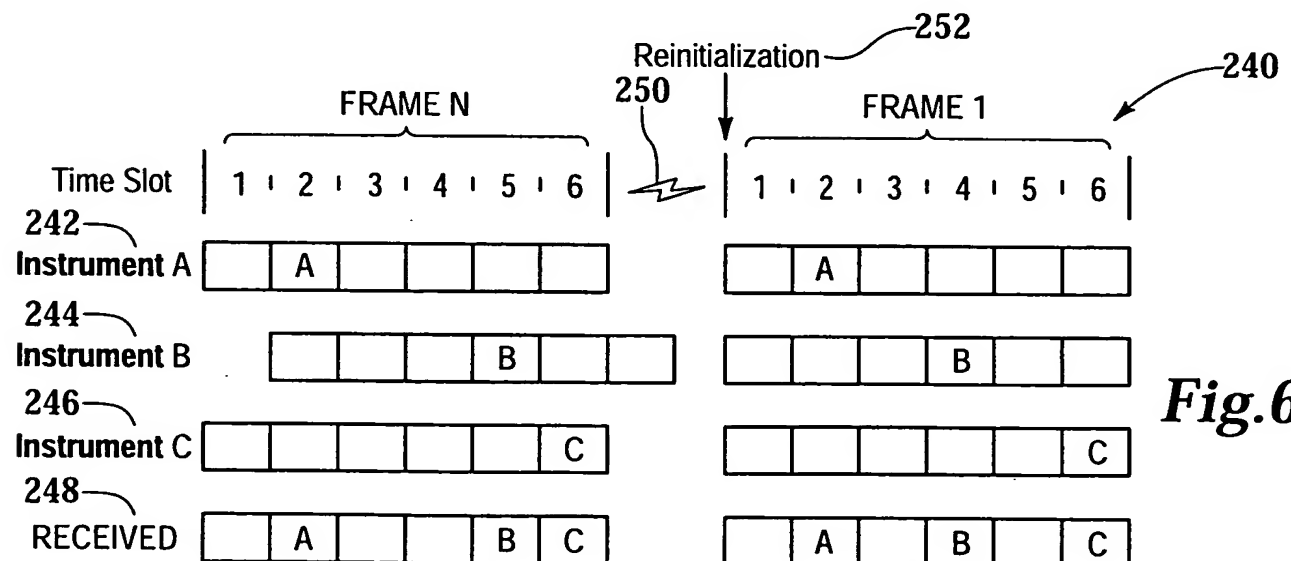 252
Reinitialization
240
250
FRAME N
FRAME 1
Time Slot 1 2 3 4 5 6 1 2 3 4 5 6
242
Instrument A A A
244
Instrument B B B
Fig.6
246
Instrument C C C
248
RECEIVED A B C A B C